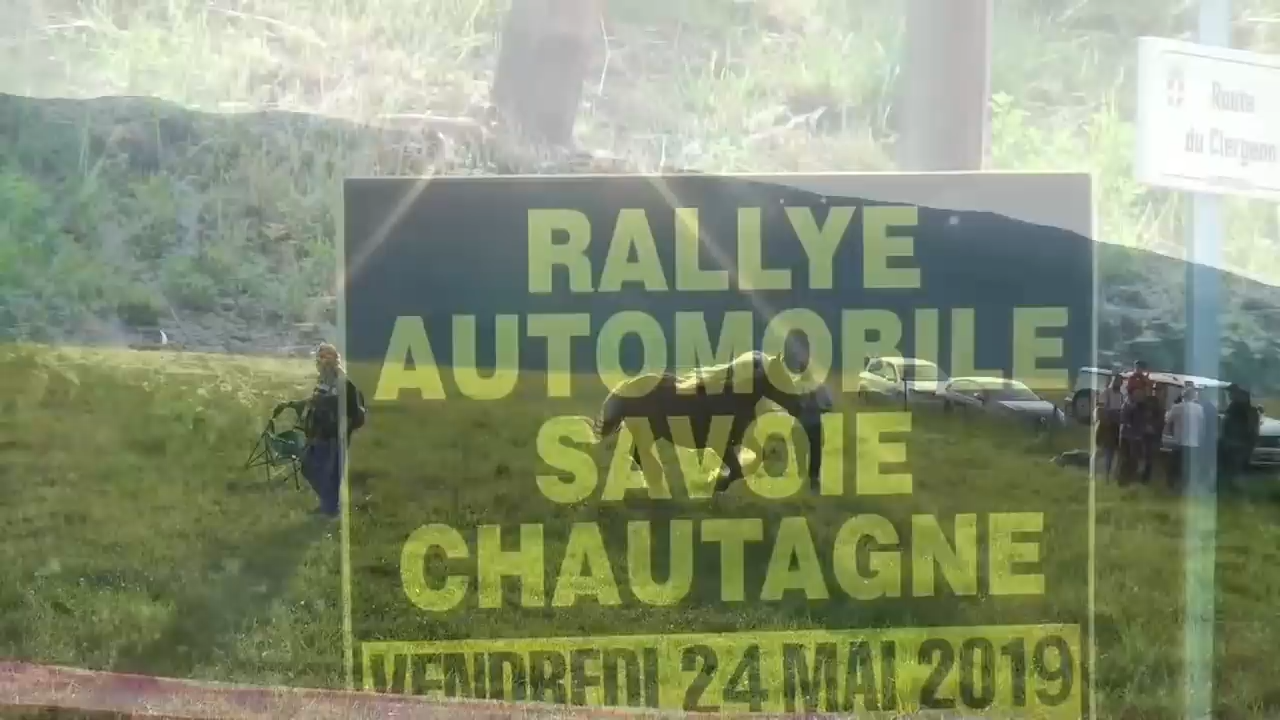 Route
du Clergeon
RALLYE
AUTOMOBILE
SAVOIE
CHAUTAGNE
VENDREDI 24 MAI 2019